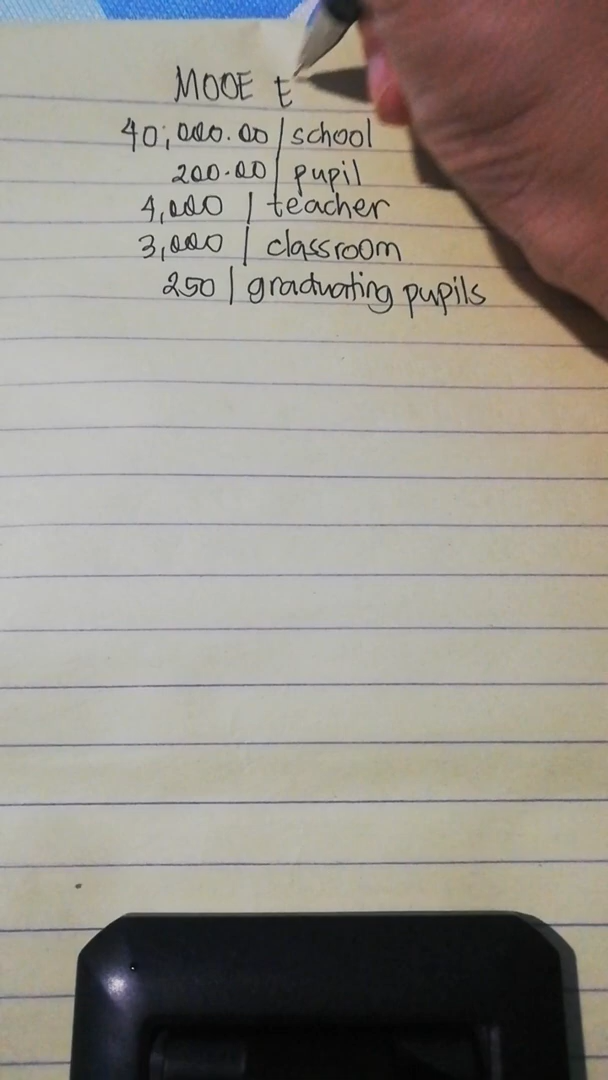 MOOE E
40,000.00 | school
200.00 | pupil
4,000 | teacher
3,000 | classroom
250 | graduating pupils